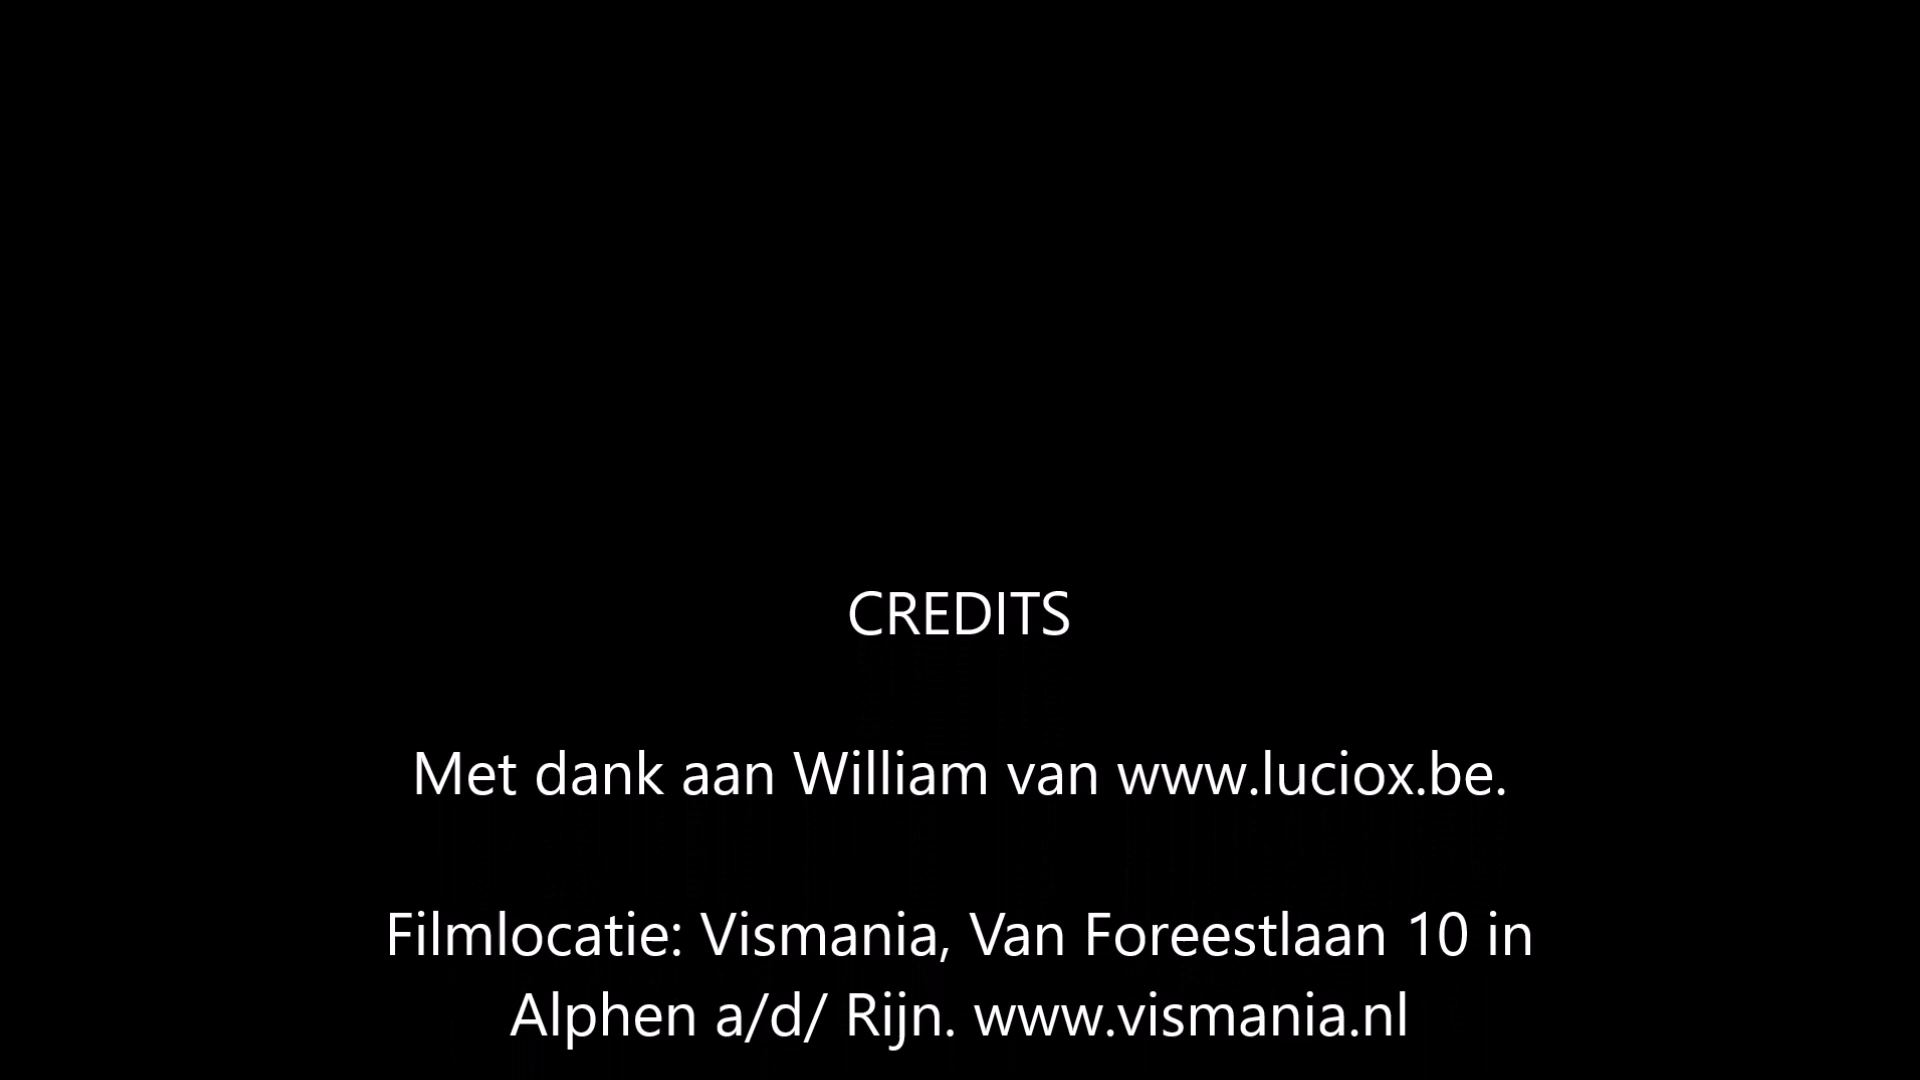 CREDITS
Met dank aan William van www.luciox.be.
Filmlocatie: Vismania, Van Foreestlaan 10 in
Alphen a/d/ Rijn. www.vismania.nl